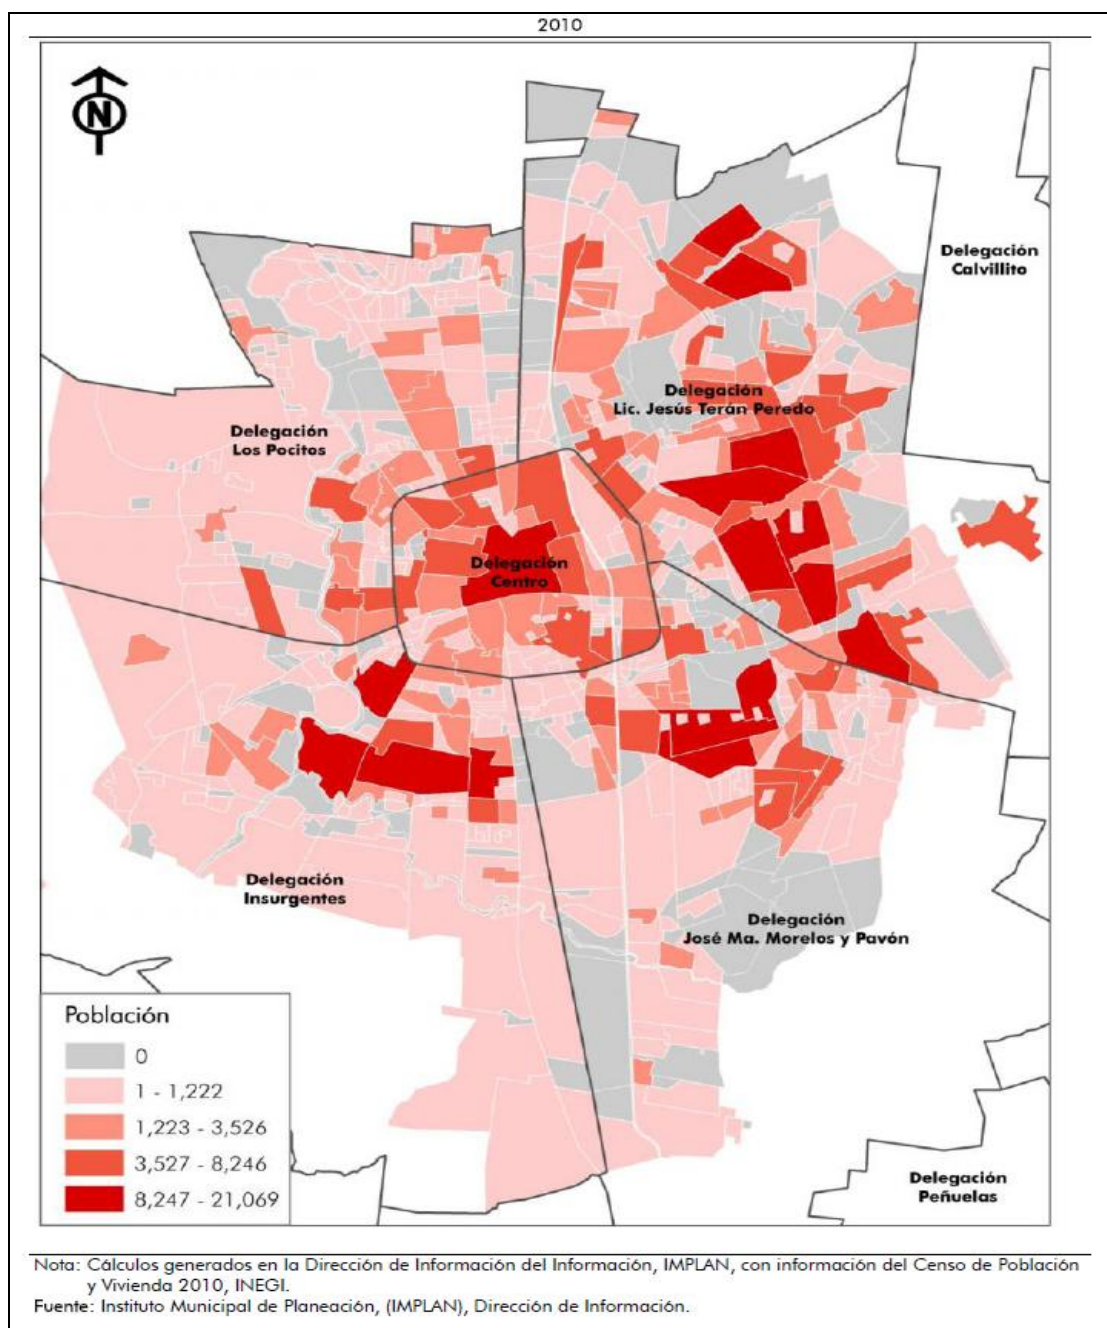 2010
N
Delegación
Calvillito
Delegación
Lic. Jesús Terán Peredo
Delegación
Los Pocitos
Delegación
Centro
Delegación
Insurgentes
Delegación
José Ma. Morelos y Pavón
Población
0
1 - 1,222
1,223 - 3,526
3,527 - 8,246
8,247 - 21,069
Delegación
Peñuelas
Nota: Cálculos generados en la Dirección de Información del Información, IMPLAN, con información del Censo de Población
y Vivienda 2010, INEGI.
Fuente: Instituto Municipal de Planeación, (IMPLAN), Dirección de Información.